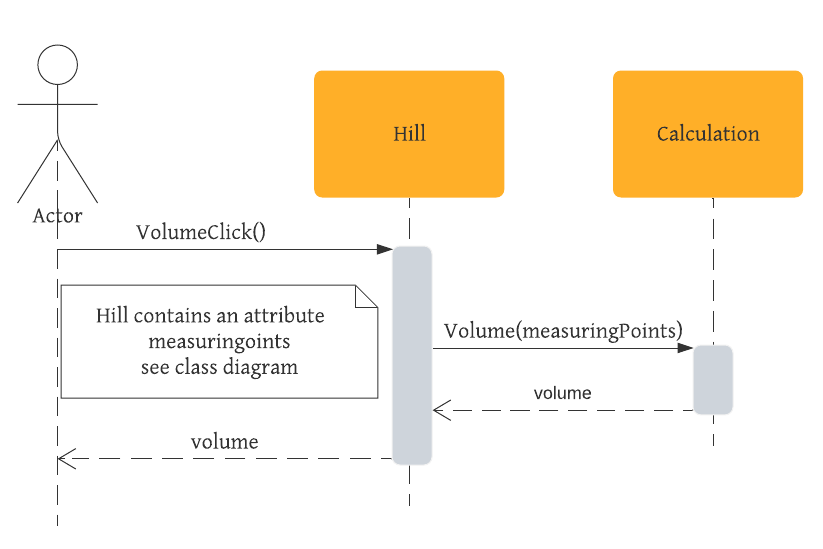 Hill
Calculation
Actor
VolumeClick()
Hill contains an attribute
measuringoints
see class diagram
Volume(measuringPoints)
volume
volume